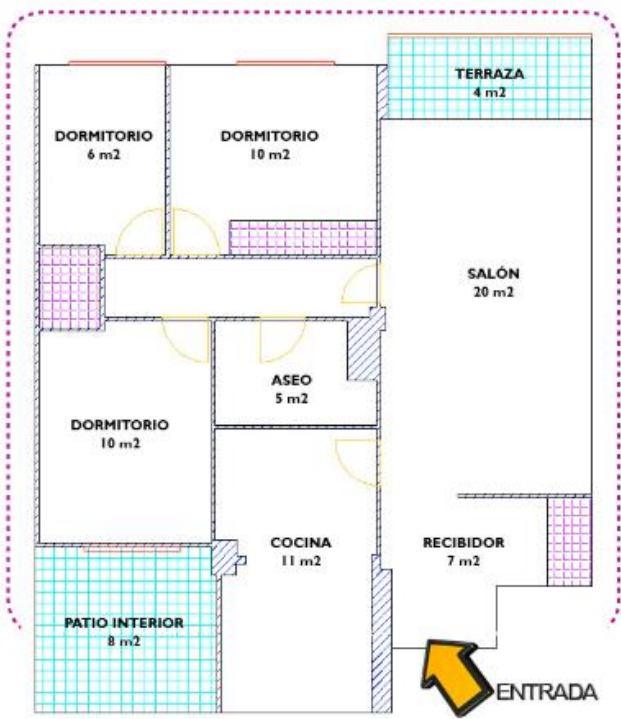 TERRAZA
4 m2
DORMITORIO
6 m2
DORMITORIO
10 m2
SALÓN
20 m2
ASEO
5 m2
DORMITORIO
10 m2
COCINA
11 m2
RECIBIDOR
7 m2
PATIO INTERIOR
8 m2
ENTRADA